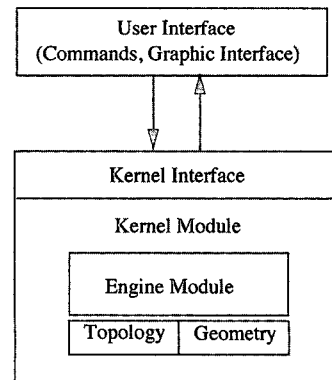 User Interface
(Commands, Graphic Interface)
Kernel Interface
Kernel Module
Engine Module
Topology Geometry